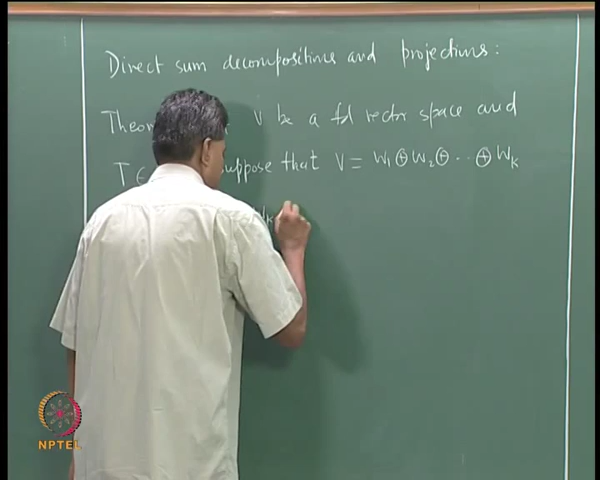 Direct sum decompositions and projections:
Theor V be a fd vector space and
T ∈ uppose that V = W₁ ⊕ W₂ ⊕ ·· ⊕ Wₖ
NPTEL